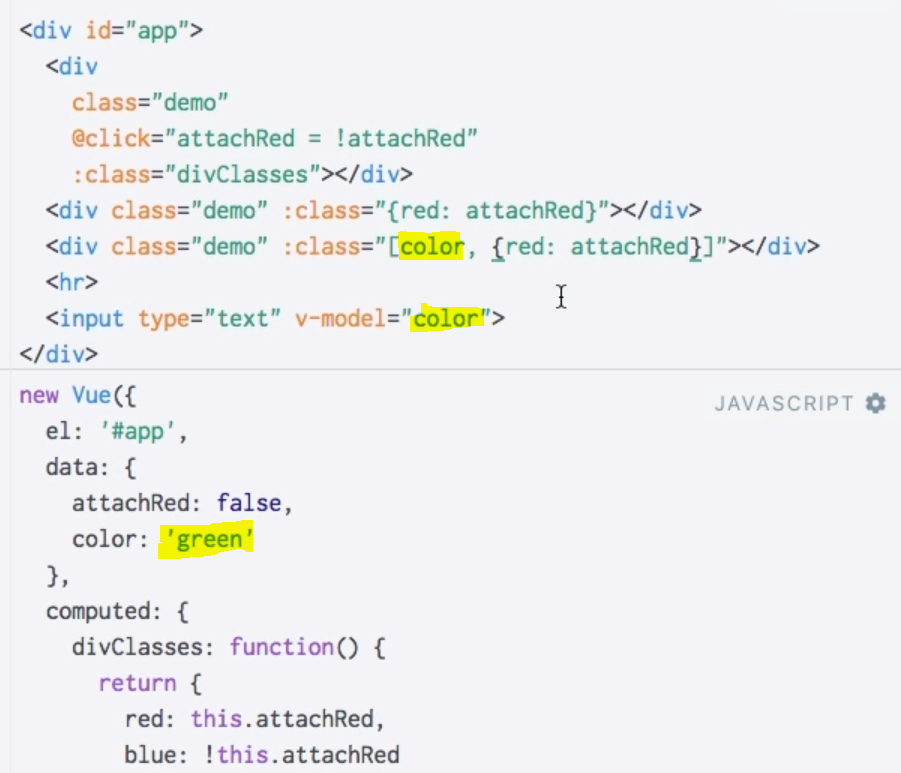 <div id="app">
<div
class="demo"
@click="attachRed = !attachRed"
:class="divClasses"></div>
<div class="demo" :class="{red: attachRed}"></div>
<div class="demo" :class="[color, {red: attachRed}]"></div>
<hr>
<input type="text" v-model="color">
</div>
new Vue({
JAVASCRIPT
el: '#app',
data: {
attachRed: false,
color: 'green'
},
computed: {
divClasses: function() {
return {
red: this.attachRed,
blue: !this.attachRed